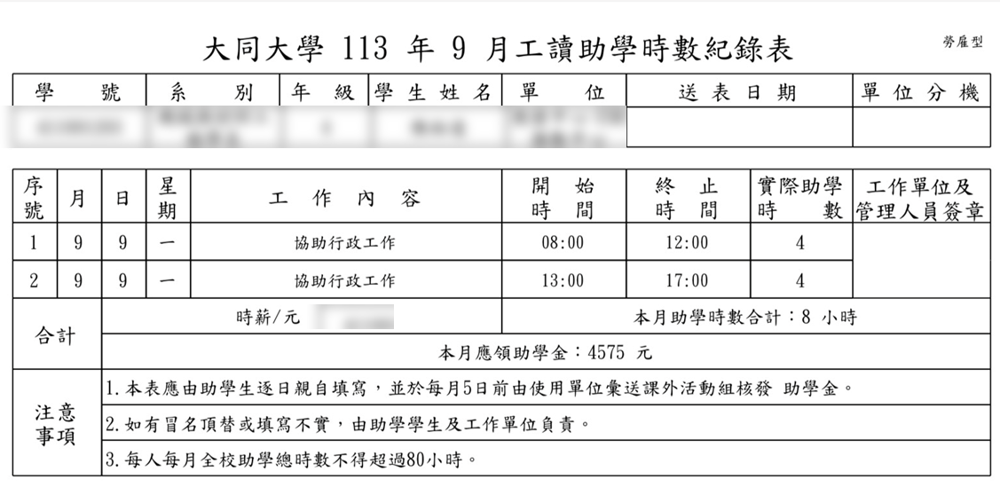 大同大學 113 年 9 月工讀助學時數紀錄表
勞雇型
學號 系別 年級 學生姓名 單位 送表日期 單位分機
序號 月 日 星期 工作內容 開始時間 終止時間 實際助學時數 工作單位及管理人員簽章
1 9 9 一 協助行政工作 08:00 12:00 4
2 9 9 一 協助行政工作 13:00 17:00 4
合計 時薪/元 本月助學時數合計：8 小時
本月應領助學金：4575 元
注意事項
1.本表應由助學生逐日親自填寫，並於每月5日前由使用單位彙送課外活動組核發 助學金。
2.如有冒名頂替或填寫不實，由助學學生及工作單位負責。
3.每人每月全校助學總時數不得超過80小時。